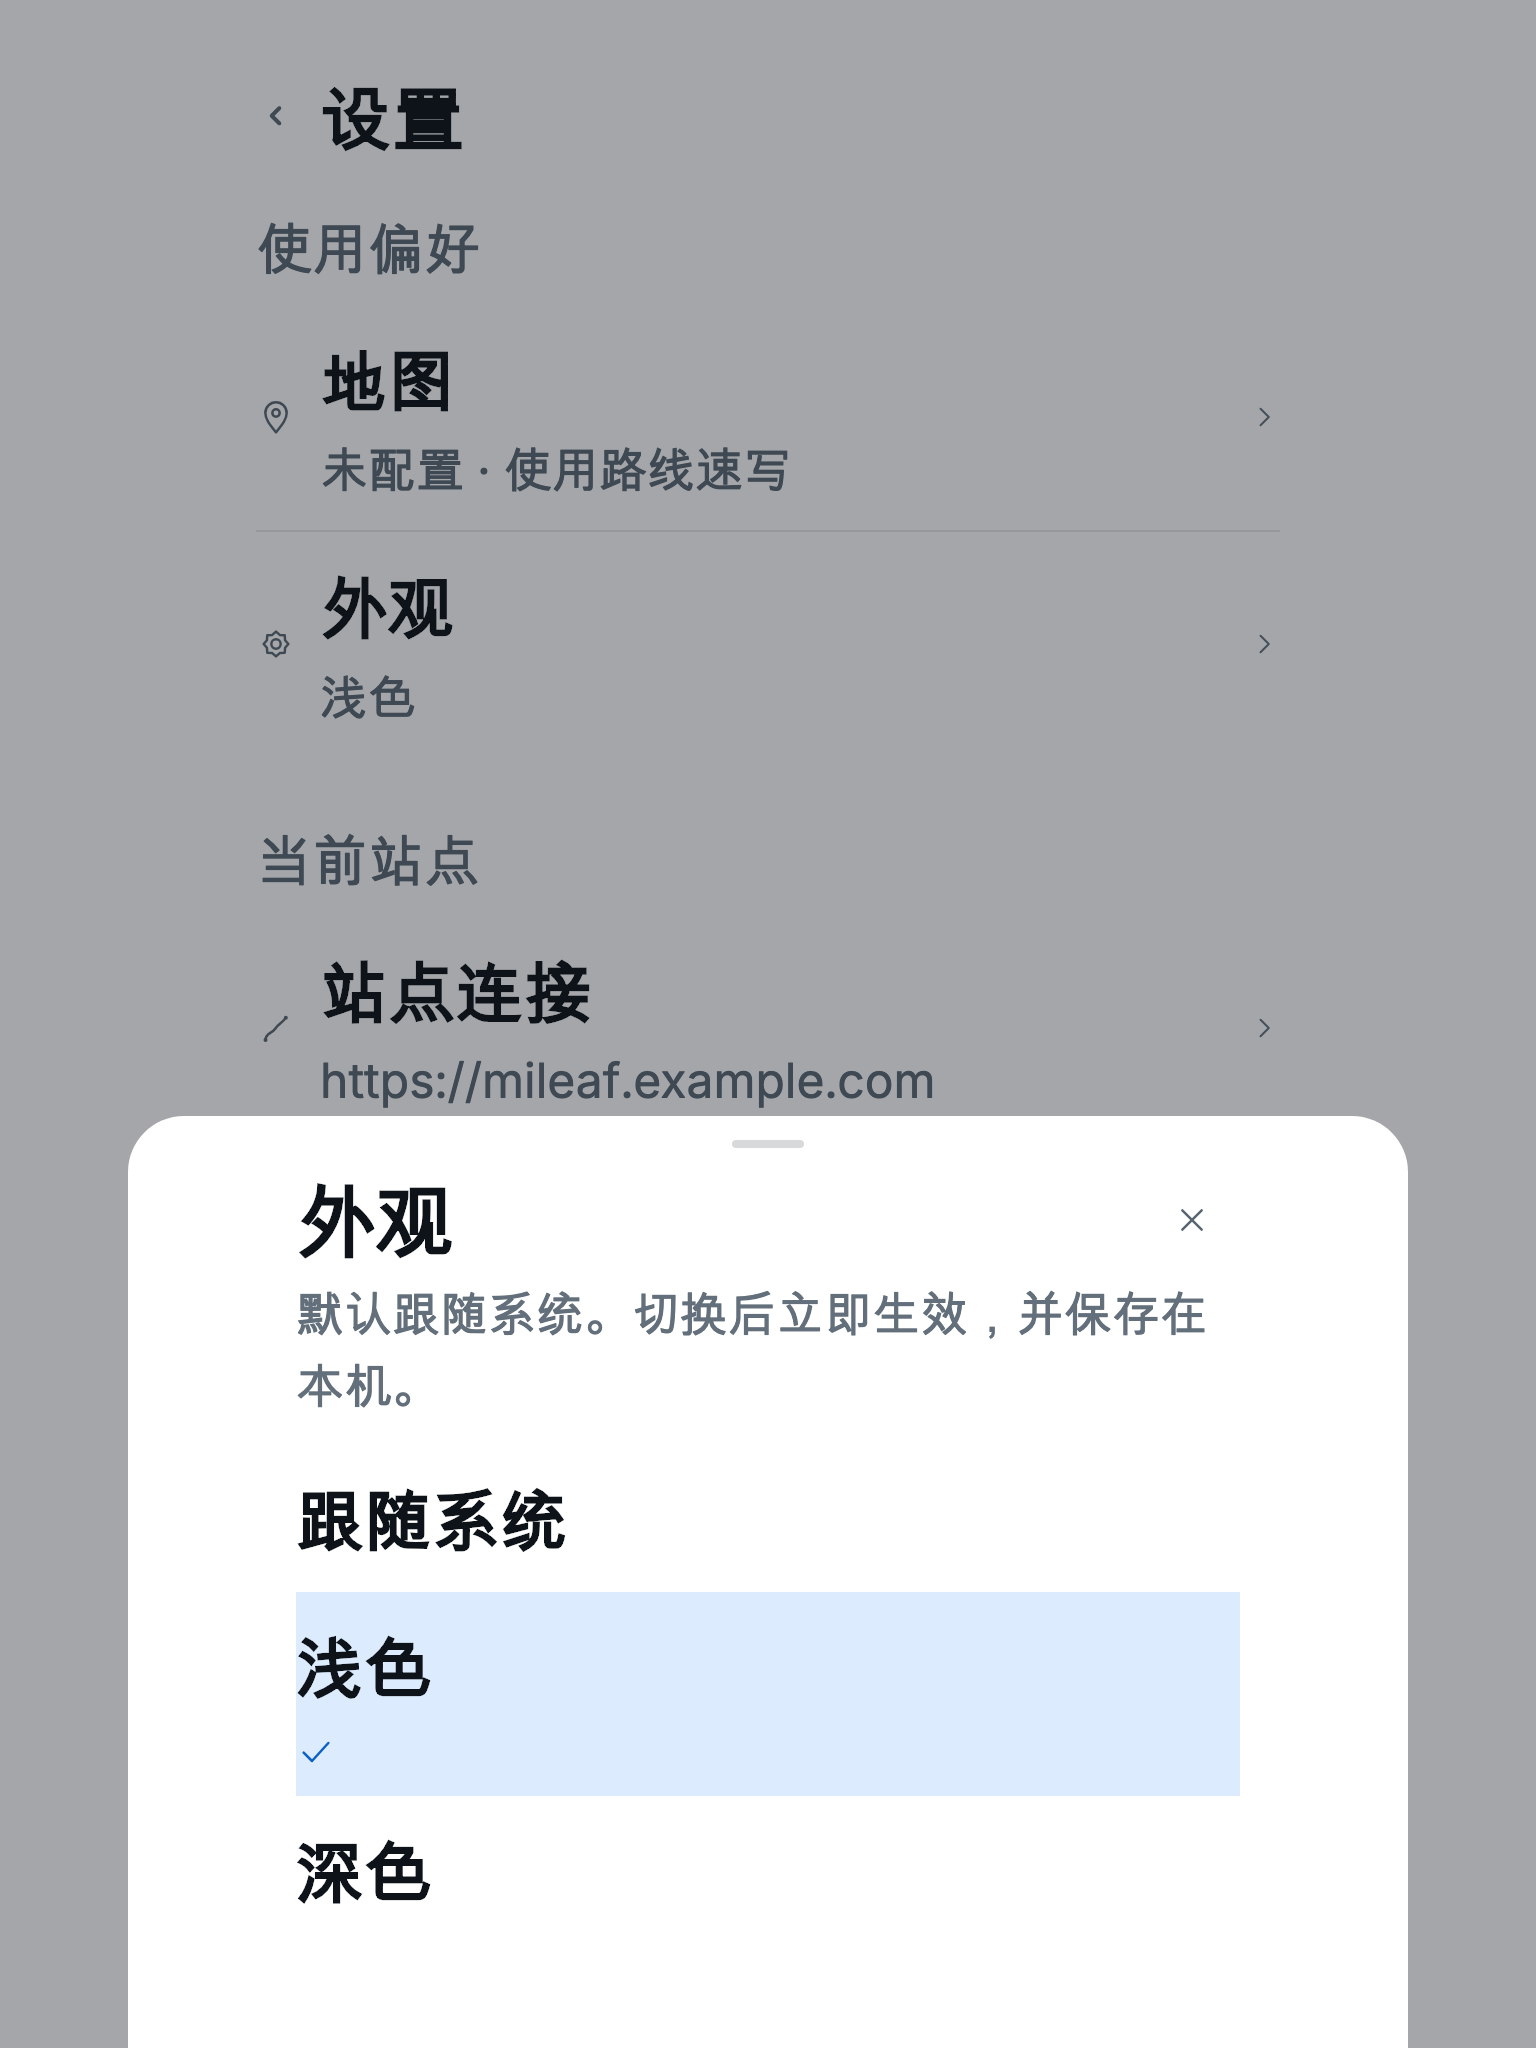 设置
使用偏好
地图
未配置 · 使用路线速写
外观
浅色
当前站点
站点连接
https://mileaf.example.com
外观
默认跟随系统。切换后立即生效，并保存在
本机。
跟随系统
浅色
深色